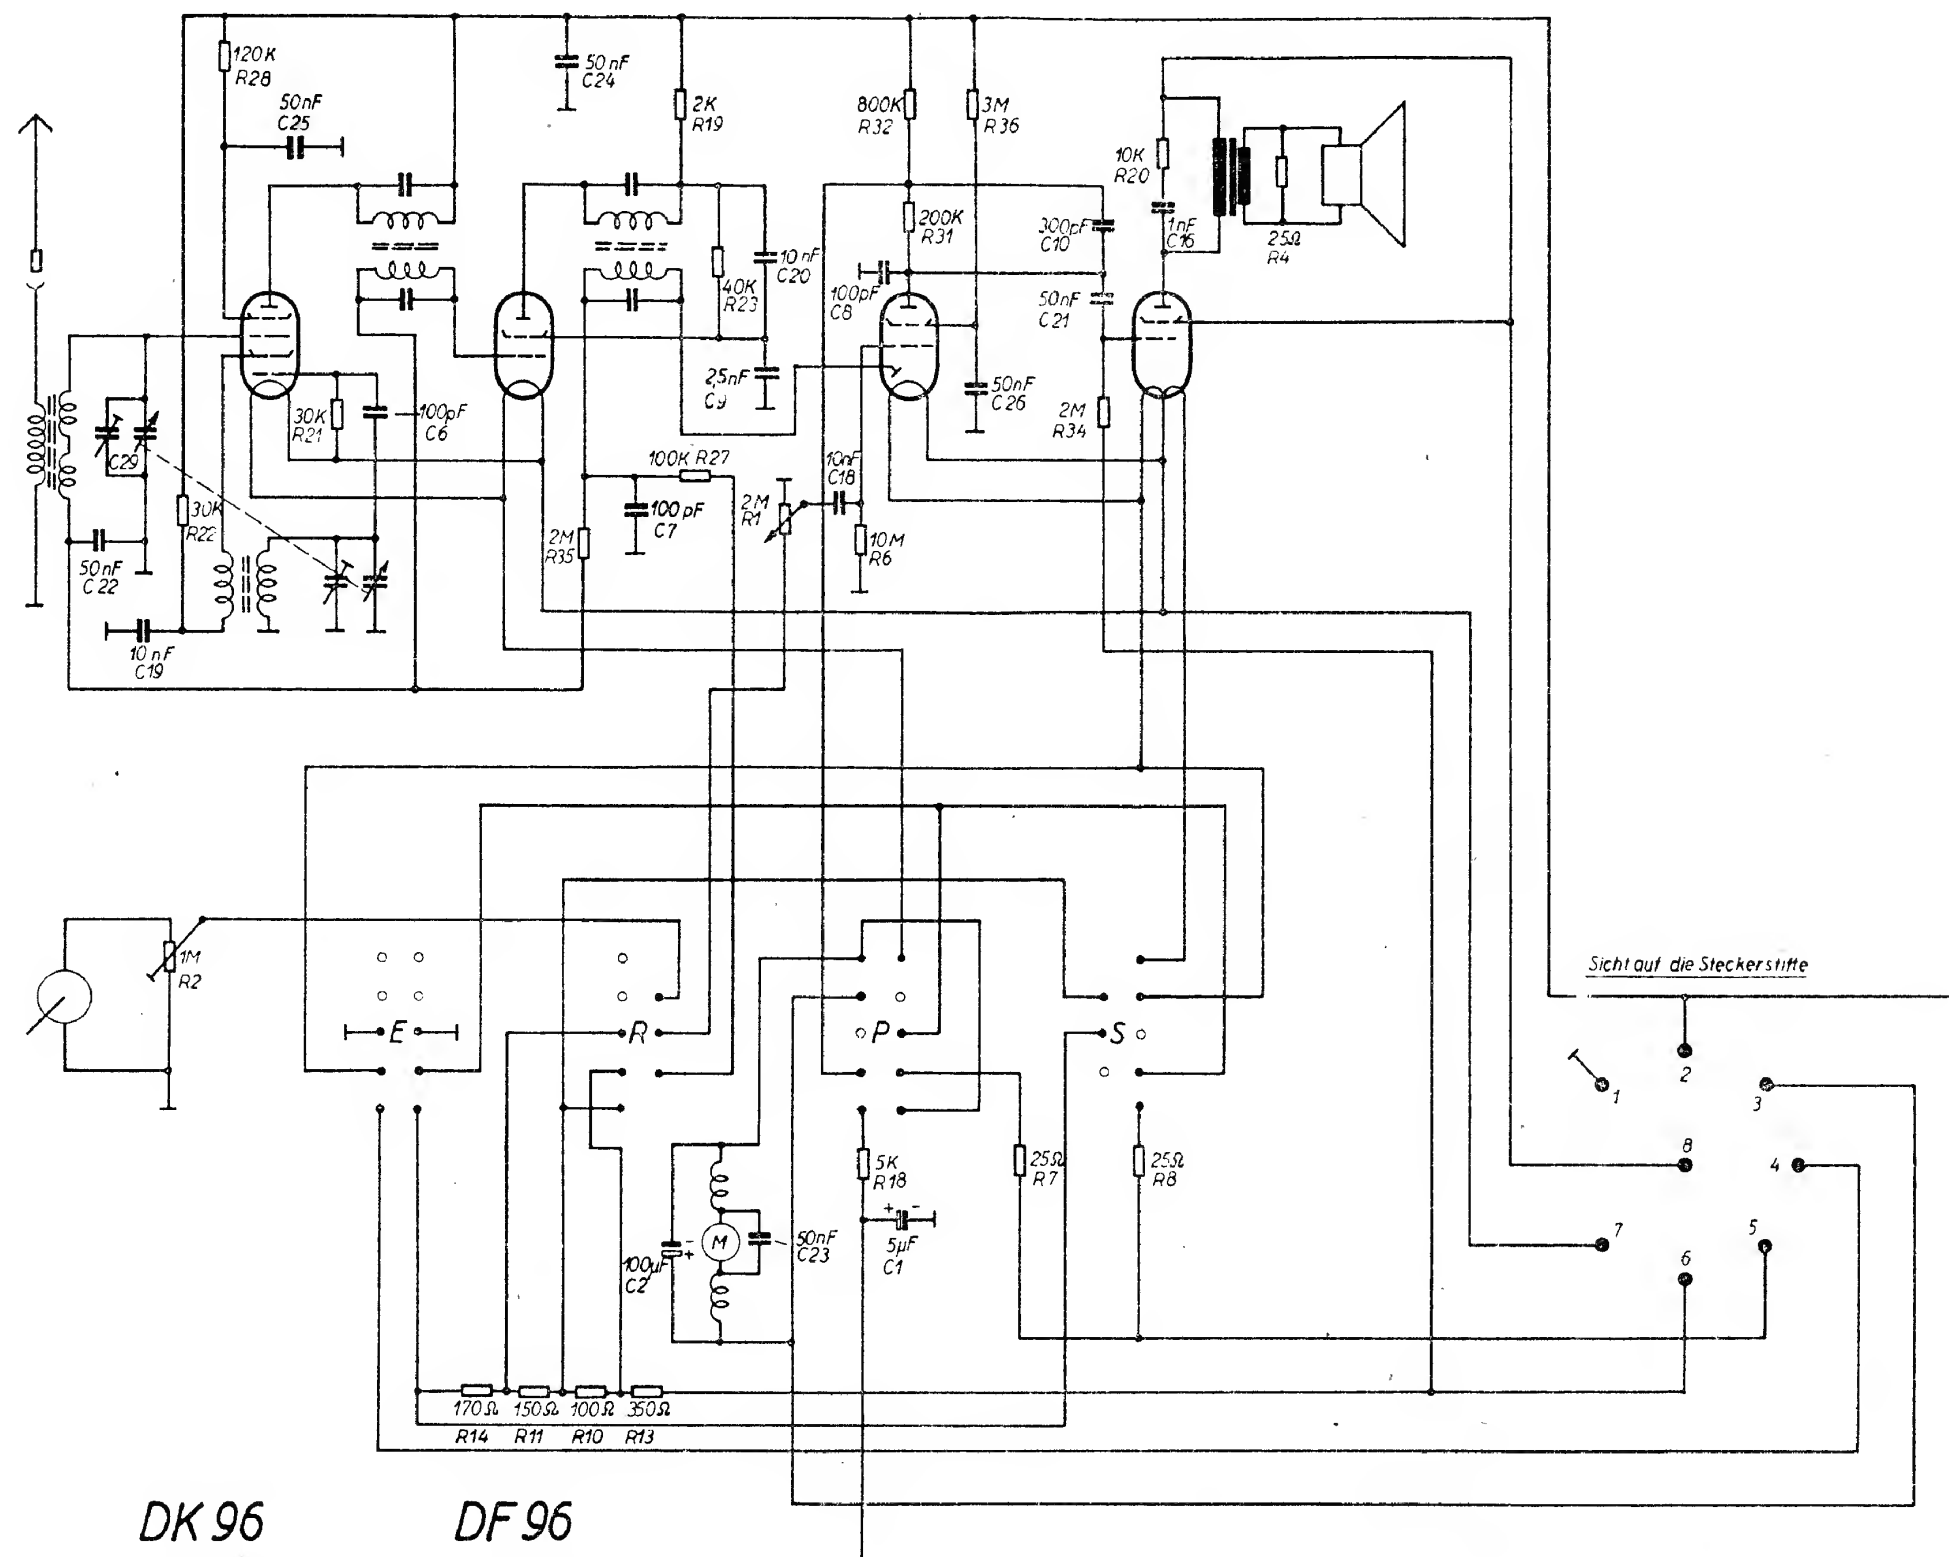 120K
R28
50nF
C25
50nF
C24
2K
R19
800K
R32
3M
R36
10K
R20
200K
R31
300pF
C10
1nF
C16
25Ω
R4
10nF
C20
40K
R23
100pF
C8
50nF
C21
2,5nF
C9
50nF
C26
30K
R21
100pF
C6
2M
R34
C29
100K R27
10nF
C18
30K
R22
2M
R1
100pF
C7
2M
R35
10M
R6
50nF
C22
10nF
C19
1M
R2
Sicht auf die Steckerstifte
E
R
P
S
1
2
3
8
4
7
5
6
5K
R18
25Ω
R7
25Ω
R8
+ -
5µF
C1
M
50nF
C23
-
+
100µF
C2
170Ω
150Ω
100Ω
350Ω
R14
R11
R10
R13
DK 96
DF 96